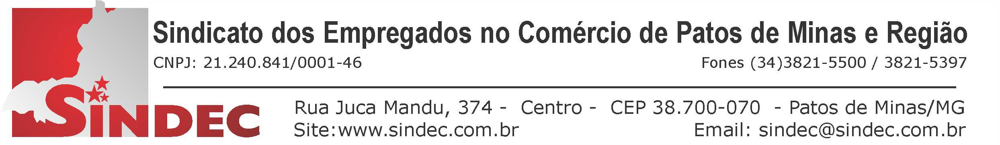 Sindicato dos Empregados no Comércio de Patos de Minas e Região
CNPJ: 21.240.841/0001-46 Fones (34)3821-5500 / 3821-5397
SINDEC
Rua Juca Mandu, 374 - Centro - CEP 38.700-070 - Patos de Minas/MG
Site:www.sindec.com.br Email: sindec@sindec.com.br